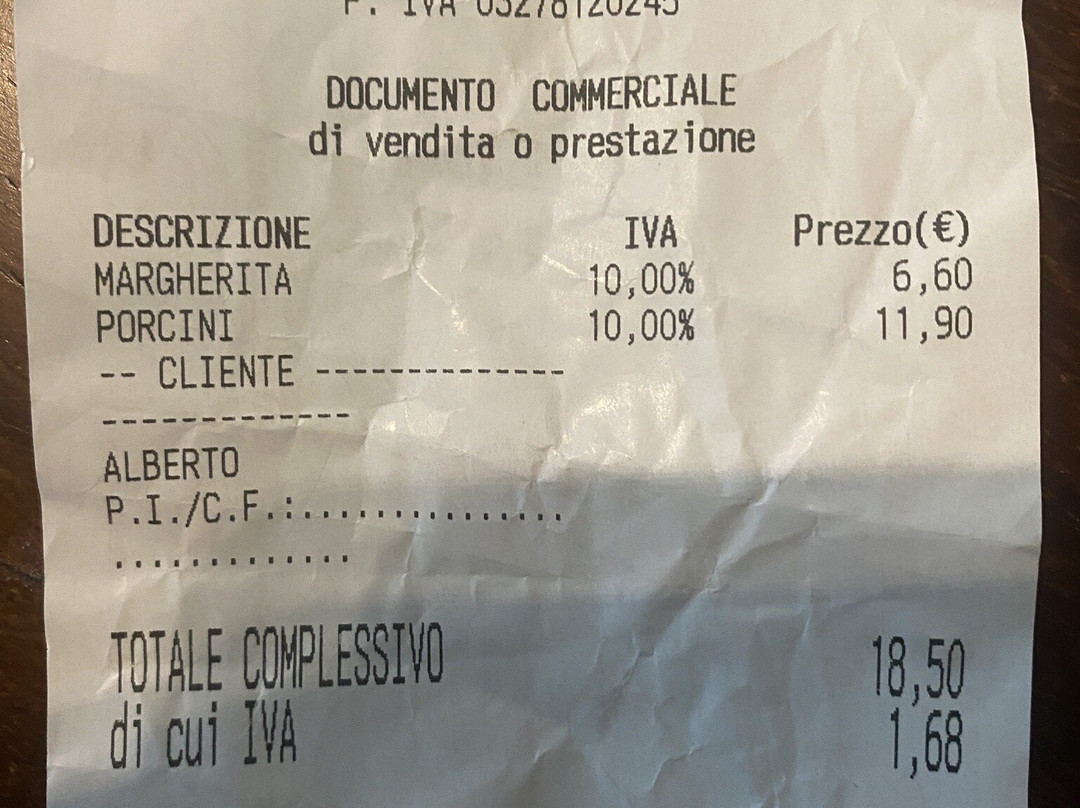 DOCUMENTO COMMERCIALE
di vendita o prestazione
DESCRIZIONE IVA Prezzo(€)
MARGHERITA 10,00% 6,60
PORCINI 10,00% 11,90
-- CLIENTE --------------
-------------
ALBERTO
P.I./C.F.:................
.............
TOTALE COMPLESSIVO 18,50
di cui IVA 1,68